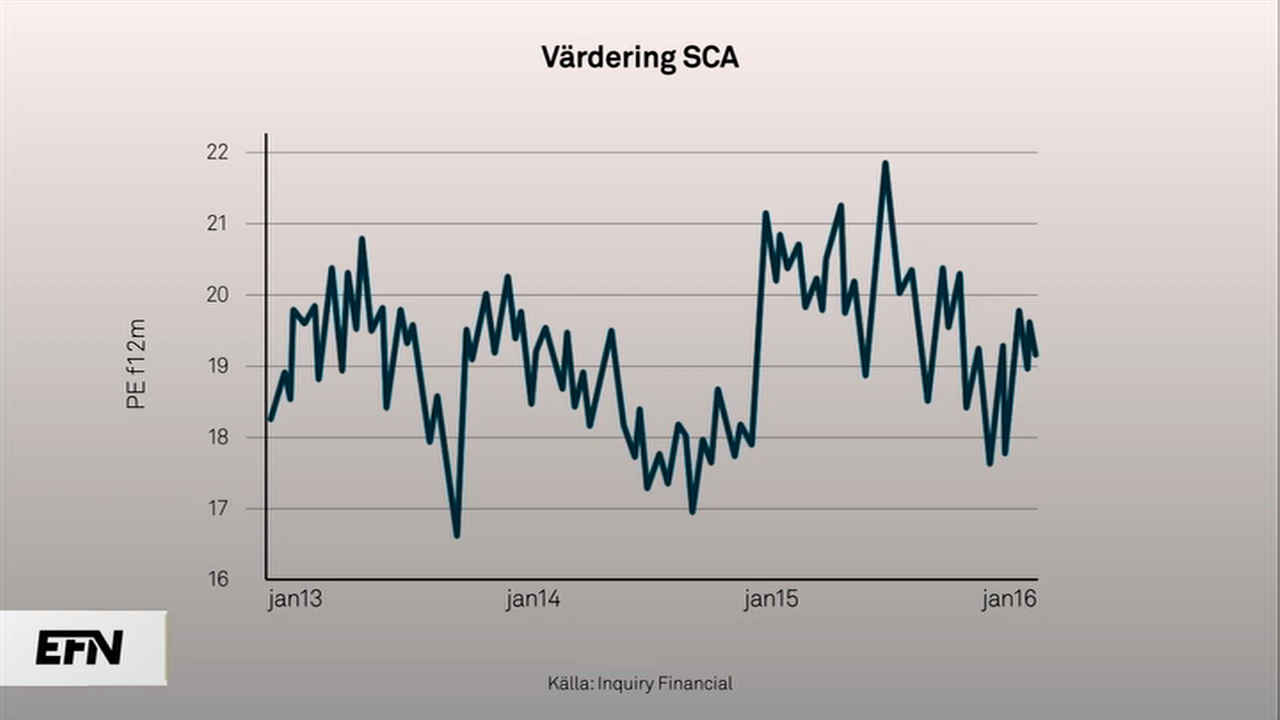 Värdering SCA
22
21
20
19
18
17
16
PE f12m
jan13
jan14
jan15
jan16
EFN
Källa: Inquiry Financial